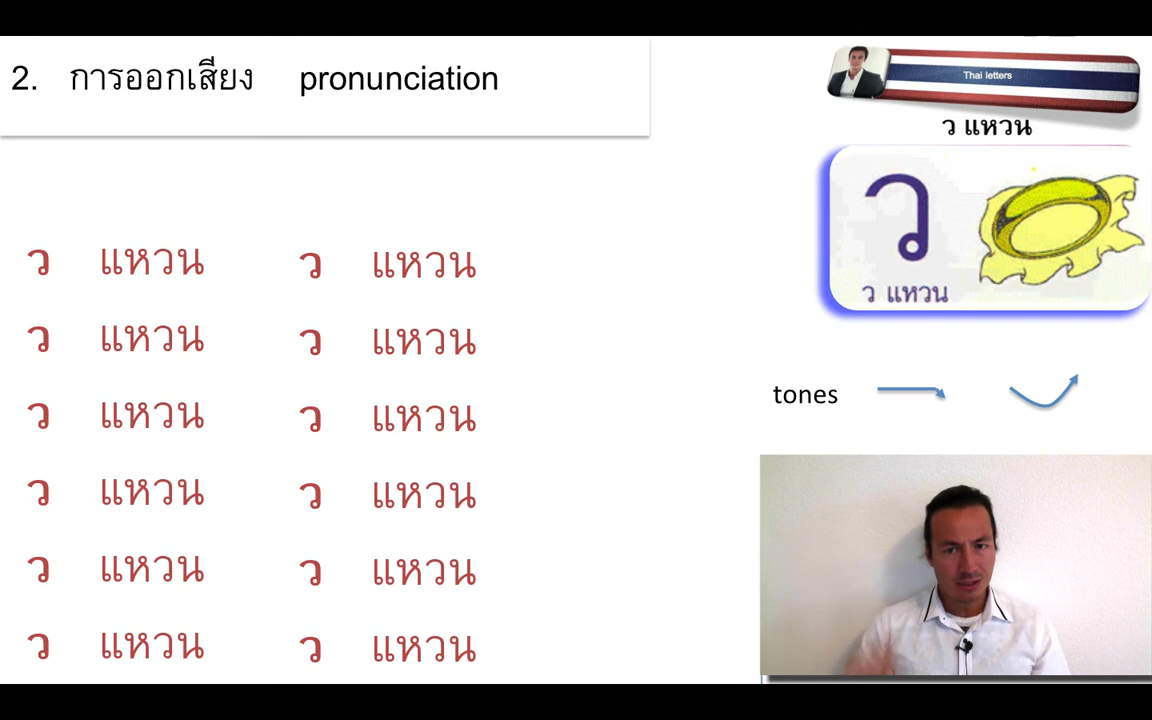 2. การออกเสียง pronunciation
Thai letters
ว แหวน
ว
ว แหวน
ว แหวน ว แหวน
ว แหวน ว แหวน
ว แหวน ว แหวน
ว แหวน ว แหวน
ว แหวน ว แหวน
ว แหวน ว แหวน
tones